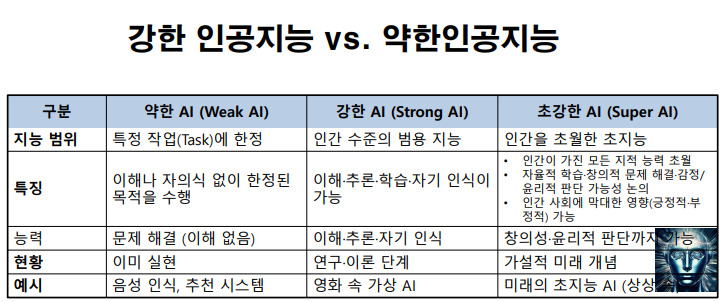 강한 인공지능 vs. 약한인공지능
구분 약한 AI (Weak AI) 강한 AI (Strong AI) 초강한 AI (Super AI)
지능 범위 특정 작업(Task)에 한정 인간 수준의 범용 지능 인간을 초월한 초지능
특징 이해나 자의식 없이 한정된 목적을 수행 이해·추론·학습·자기 인식이 가능
• 인간이 가진 모든 지적 능력 초월
• 자율적 학습·창의적 문제 해결·감정/
윤리적 판단 가능성 논의
• 인간 사회에 막대한 영향(긍정적·부
정적) 가능
능력 문제 해결 (이해 없음) 이해·추론·자기 인식 창의성·윤리적 판단까지 가능
현황 이미 실현 연구·이론 단계 가설적 미래 개념
예시 음성 인식, 추천 시스템 영화 속 가상 AI 미래의 초지능 AI (상상